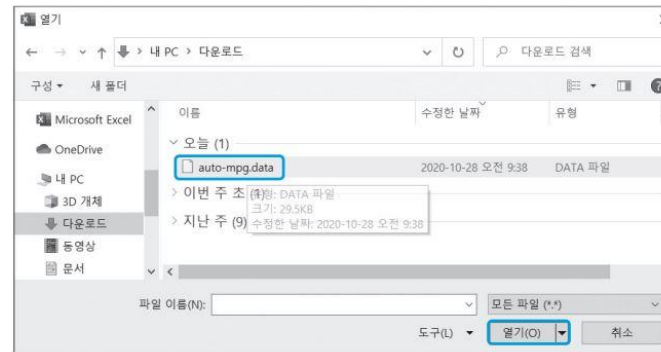 열기
내 PC > 다운로드
다운로드 검색
구성
새 폴더
이름
수정한 날짜
유형
Microsoft Excel
OneDrive
내 PC
3D 개체
다운로드
동영상
문서
오늘 (1)
auto-mpg.data
2020-10-28 오전 9:38
DATA 파일
이번 주 초 (1)
유형: DATA 파일
크기: 29.5KB
수정한 날짜: 2020-10-28 오전 9:38
지난 주 (9)
파일 이름(N):
모든 파일 (*.*)
도구(L)
열기(O)
취소